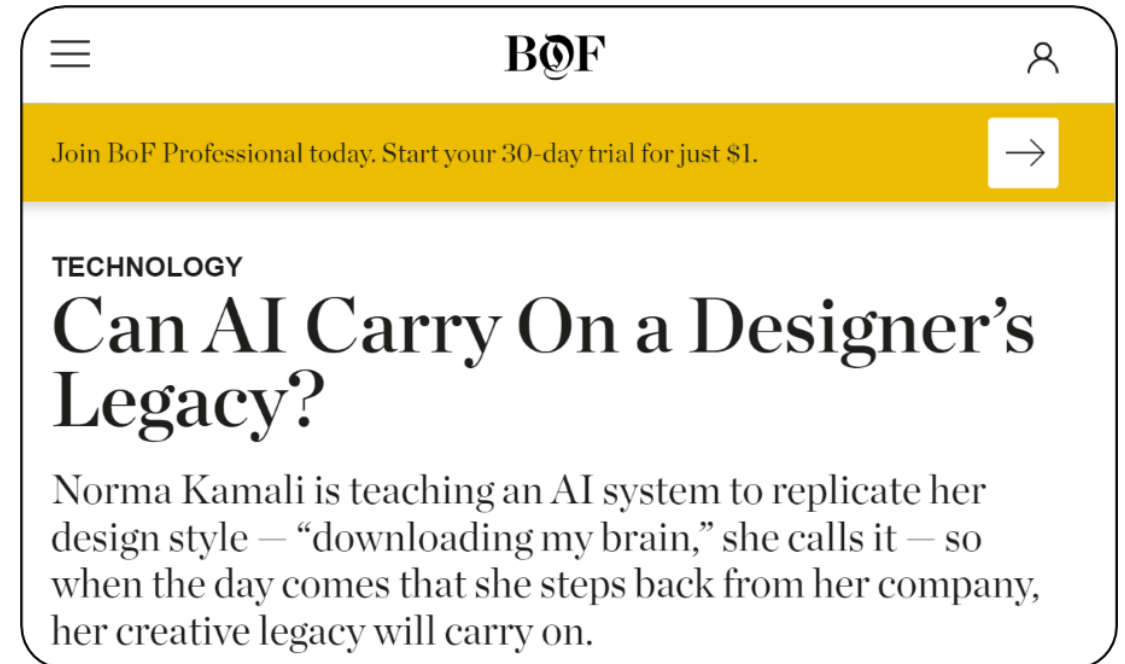 BOF
Join BoF Professional today. Start your 30-day trial for just $1.
TECHNOLOGY
Can AI Carry On a Designer’s
Legacy?
Norma Kamali is teaching an AI system to replicate her
design style — “downloading my brain,” she calls it — so
when the day comes that she steps back from her company,
her creative legacy will carry on.